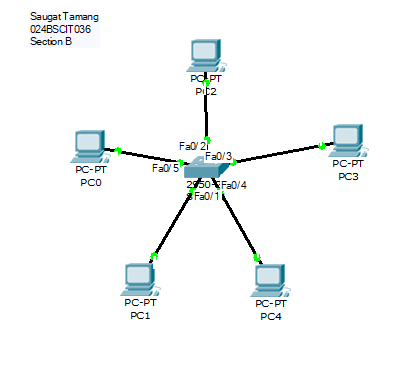 Saugat Tamang
024BSCIT036
Section B
PC-PT
PC2
Fa0/2
Fa0/3
PC-PT
PC0
Fa0/5
PC-PT
PC3
Fa0/4
Fa0/1
PC-PT
PC1
PC-PT
PC4